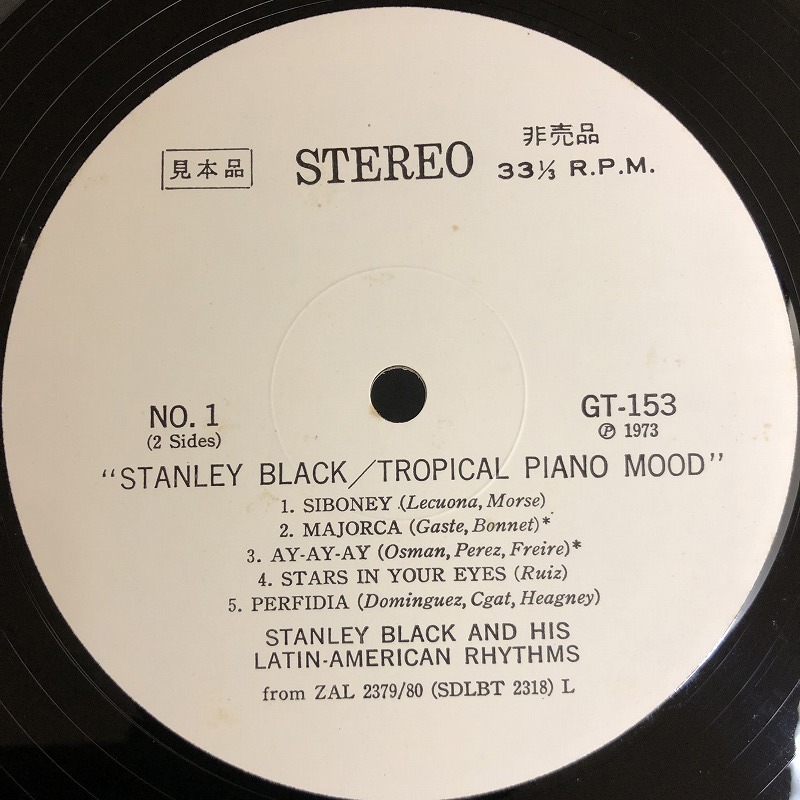 見本品 STEREO 非売品
33⅓ R.P.M.
NO. 1 GT-153
(2 Sides) Ⓟ 1973
"STANLEY BLACK/TROPICAL PIANO MOOD"
1. SIBONEY (Lecuona, Morse)
2. MAJORCA (Gaste, Bonnet)*
3. AY-AY-AY (Osman, Perez, Freire)*
4. STARS IN YOUR EYES (Ruiz)
5. PERFIDIA (Dominguez, Cgat, Heagney)
STANLEY BLACK AND HIS
LATIN-AMERICAN RHYTHMS
from ZAL 2379/80 (SDLBT 2318) L